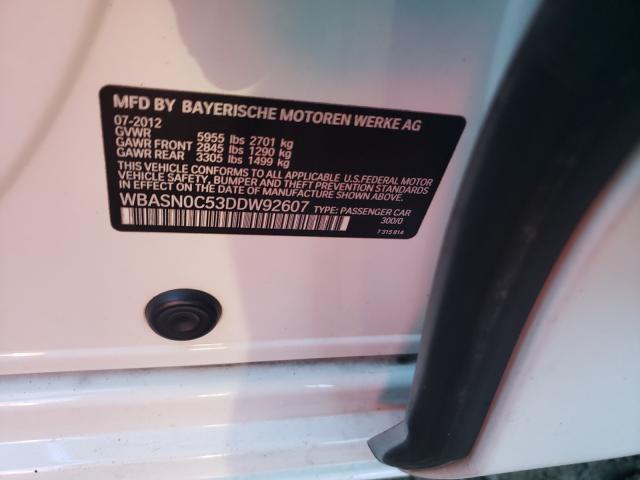 MFD BY BAYERISCHE MOTOREN WERKE AG
07-2012
GVWR 5955 lbs 2701 kg
GAWR FRONT 2845 lbs 1290 kg
GAWR REAR 3305 lbs 1499 kg
THIS VEHICLE CONFORMS TO ALL APPLICABLE U.S.FEDERAL MOTOR
VEHICLE SAFETY, BUMPER AND THEFT PREVENTION STANDARDS
IN EFFECT ON THE DATE OF MANUFACTURE SHOWN ABOVE.
WBASN0C53DDW92607 TYPE: PASSENGER CAR
300/0
7 315 814